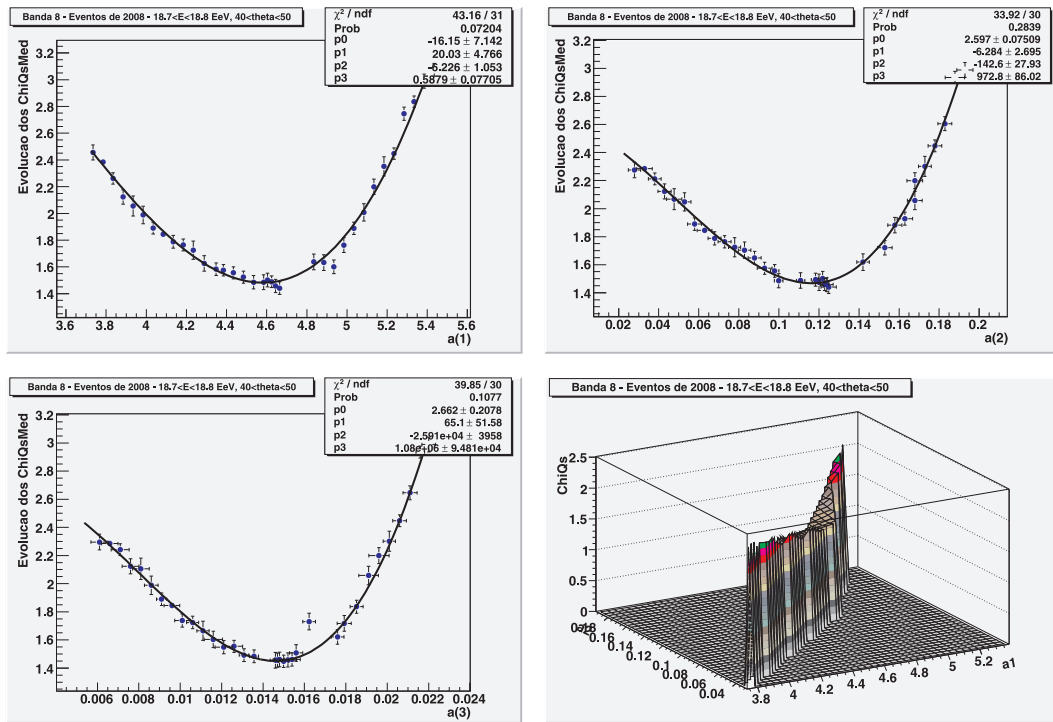 Banda 8 - Eventos de 2008 - 18.7<E<18.8 EeV, 40<theta<50
χ² / ndf 43.16 / 31
Prob 0.07204
p0 -16.15 ± 7.142
p1 20.03 ± 4.766
p2 -6.226 ± 1.053
p3 0.5879 ± 0.07705
Evolucao dos ChiQsMed
3.2
3
2.8
2.6
2.4
2.2
2
1.8
1.6
1.4
3.6 3.8 4 4.2 4.4 4.6 4.8 5 5.2 5.4 5.6
a(1)
Banda 8 - Eventos de 2008 - 18.7<E<18.8 EeV, 40<theta<50
χ² / ndf 33.92 / 30
Prob 0.2839
p0 2.597 ± 0.07509
p1 -6.284 ± 2.695
p2 -142.6 ± 27.93
p3 972.8 ± 86.02
Evolucao dos ChiQsMed
3.2
3
2.8
2.6
2.4
2.2
2
1.8
1.6
1.4
0.02 0.04 0.06 0.08 0.1 0.12 0.14 0.16 0.18 0.2
a(2)
Banda 8 - Eventos de 2008 - 18.7<E<18.8 EeV, 40<theta<50
χ² / ndf 39.85 / 30
Prob 0.1077
p0 2.662 ± 0.2078
p1 65.1 ± 51.58
p2 -2.591e+04 ± 3958
p3 1.08e+06 ± 9.481e+04
Evolucao dos ChiQsMed
3.2
3
2.8
2.6
2.4
2.2
2
1.8
1.6
1.4
0.006 0.008 0.01 0.012 0.014 0.016 0.018 0.02 0.022 0.024
a(3)
Banda 8 - Eventos de 2008 - 18.7<E<18.8 EeV, 40<theta<50
ChiQs
2.5
2
1.5
1
0.5
0
0.18
0.16
0.14
0.12
0.1
0.08
0.06
0.04
3.8 4 4.2 4.4 4.6 4.8 5 5.2
a1